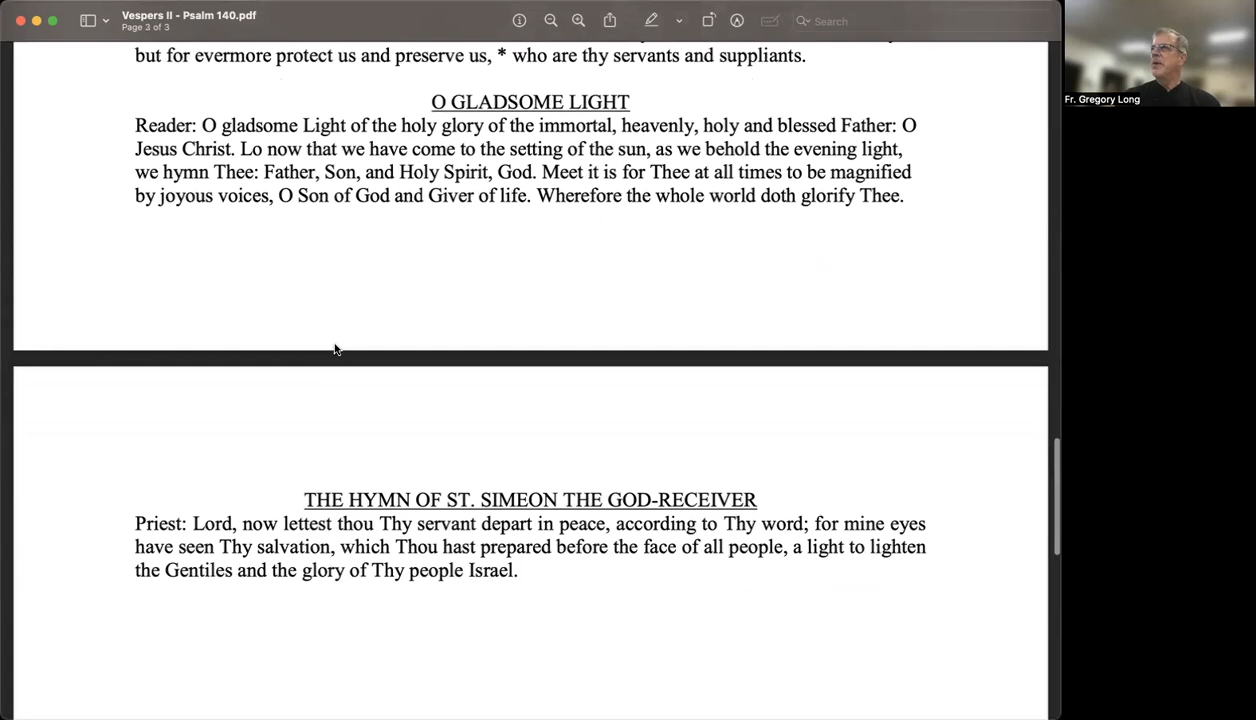 Vespers II - Psalm 140.pdf
Page 3 of 3
Search
Fr. Gregory Long
but for evermore protect us and preserve us, * who are thy servants and suppliants.
O GLADSOME LIGHT
Reader: O gladsome Light of the holy glory of the immortal, heavenly, holy and blessed Father: O
Jesus Christ. Lo now that we have come to the setting of the sun, as we behold the evening light,
we hymn Thee: Father, Son, and Holy Spirit, God. Meet it is for Thee at all times to be magnified
by joyous voices, O Son of God and Giver of life. Wherefore the whole world doth glorify Thee.
THE HYMN OF ST. SIMEON THE GOD-RECEIVER
Priest: Lord, now lettest thou Thy servant depart in peace, according to Thy word; for mine eyes
have seen Thy salvation, which Thou hast prepared before the face of all people, a light to lighten
the Gentiles and the glory of Thy people Israel.